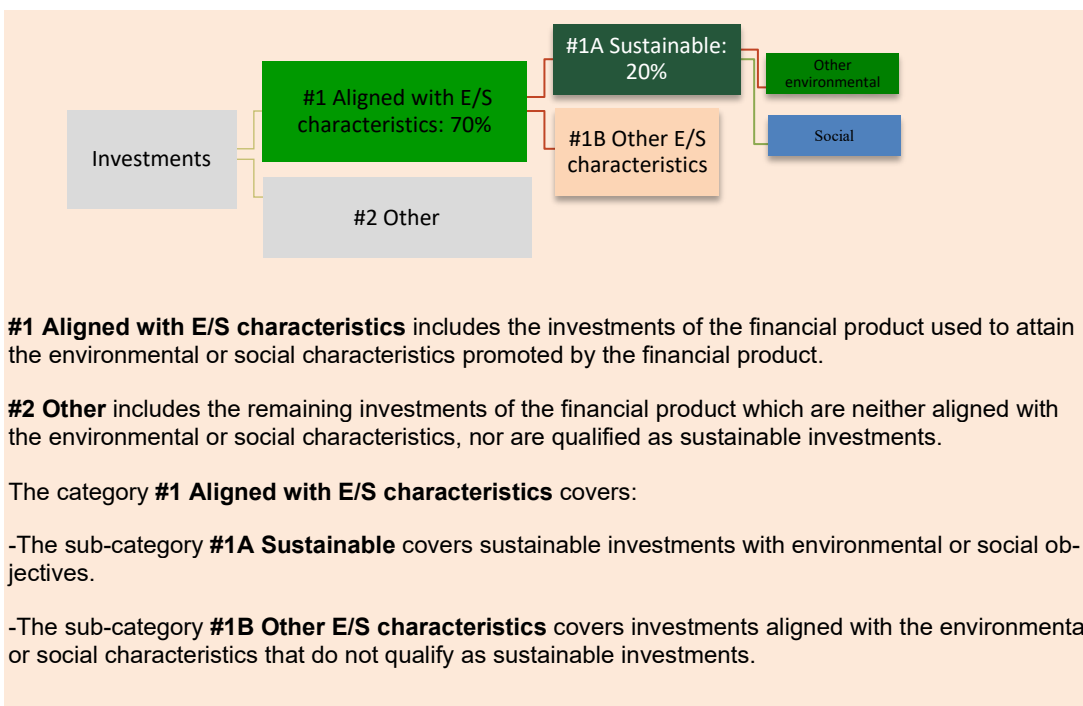 #1A Sustainable:
20%
Other
environmental
#1 Aligned with E/S
characteristics: 70%
Social
#1B Other E/S
characteristics
Investments
#2 Other
#1 Aligned with E/S characteristics includes the investments of the financial product used to attain
the environmental or social characteristics promoted by the financial product.
#2 Other includes the remaining investments of the financial product which are neither aligned with
the environmental or social characteristics, nor are qualified as sustainable investments.
The category #1 Aligned with E/S characteristics covers:
-The sub-category #1A Sustainable covers sustainable investments with environmental or social ob-
jectives.
-The sub-category #1B Other E/S characteristics covers investments aligned with the environmenta
or social characteristics that do not qualify as sustainable investments.